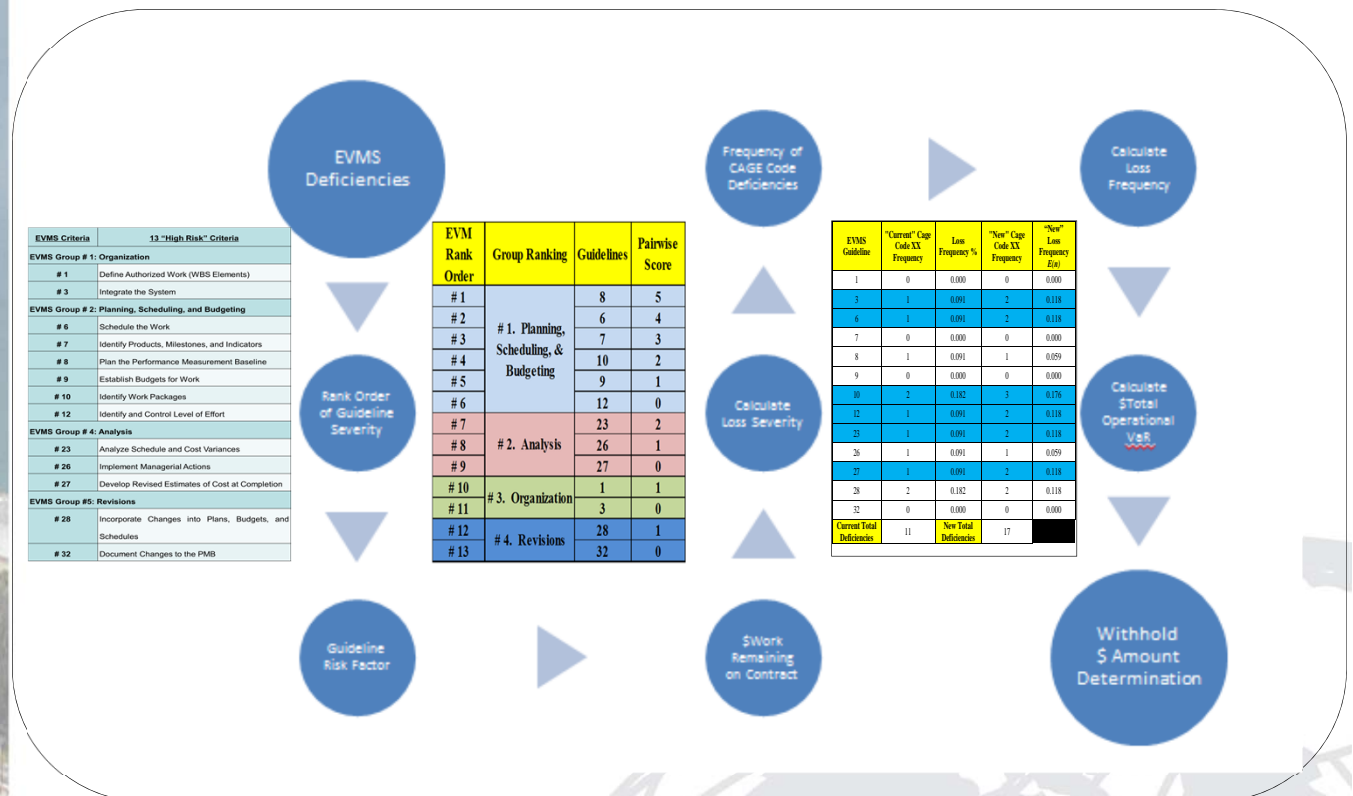 EVMS
Deficiencies
EVMS Criteria 13 "High Risk" Criteria
EVMS Group # 1: Organization
# 1 Define Authorized Work (WBS Elements)
# 3 Integrate the System
EVMS Group # 2: Planning, Scheduling, and Budgeting
# 6 Schedule the Work
# 7 Identify Products, Milestones, and Indicators
# 8 Plan the Performance Measurement Baseline
# 9 Establish Budgets for Work
# 10 Identify Work Packages
# 12 Identify and Control Level of Effort
EVMS Group # 4: Analysis
# 23 Analyze Schedule and Cost Variances
# 26 Implement Managerial Actions
# 27 Develop Revised Estimates of Cost at Completion
EVMS Group #5: Revisions
# 28 Incorporate Changes into Plans, Budgets, and
Schedules
# 32 Document Changes to the PMB
Rank Order
of Guideline
Severity
Guideline
Risk Factor
EVM
Rank
Order
Group Ranking
Guidelines
Pairwise
Score
# 1 8 5
# 2 6 4
# 3 7 3
# 4 10 2
# 5 9 1
# 6 12 0
# 1. Planning,
Scheduling, &
Budgeting
# 7 23 2
# 8 26 1
# 9 27 0
# 2. Analysis
# 10 1 1
# 11 3 0
# 3. Organization
# 12 28 1
# 13 32 0
# 4. Revisions
$Work
Remaining
on Contract
Calculate
Loss Severity
Frequency of
CAGE Code
Deficiencies
EVMS
Guideline
"Current" Cage
Code XX
Frequency
Loss
Frequency %
"New" Cage
Code XX
Frequency
"New"
Loss
Frequency
E(n)
1 0 0.000 0 0.000
3 1 0.091 2 0.118
6 1 0.091 2 0.118
7 0 0.000 0 0.000
8 1 0.091 1 0.059
9 0 0.000 0 0.000
10 2 0.182 3 0.176
12 1 0.091 2 0.118
23 1 0.091 2 0.118
26 1 0.091 1 0.059
27 1 0.091 2 0.118
28 2 0.182 2 0.118
32 0 0.000 0 0.000
Current Total
Deficiencies
11
New Total
Deficiencies
17
Calculate
Loss
Frequency
Calculate
$Total
Operational
VaR
Withhold
$ Amount
Determination